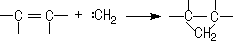 C=C + :CH₂ → C–C
CH₂